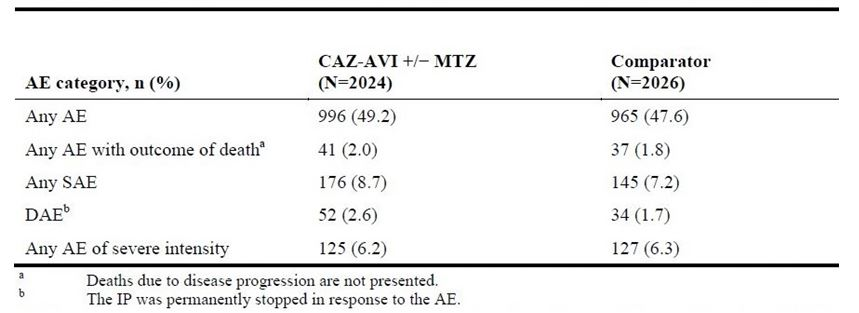 CAZ-AVI +/− MTZ Comparator
AE category, n (%) (N=2024) (N=2026)
Any AE 996 (49.2) 965 (47.6)
Any AE with outcome of deathᵃ 41 (2.0) 37 (1.8)
Any SAE 176 (8.7) 145 (7.2)
DAEᵇ 52 (2.6) 34 (1.7)
Any AE of severe intensity 125 (6.2) 127 (6.3)
ᵃ Deaths due to disease progression are not presented.
ᵇ The IP was permanently stopped in response to the AE.